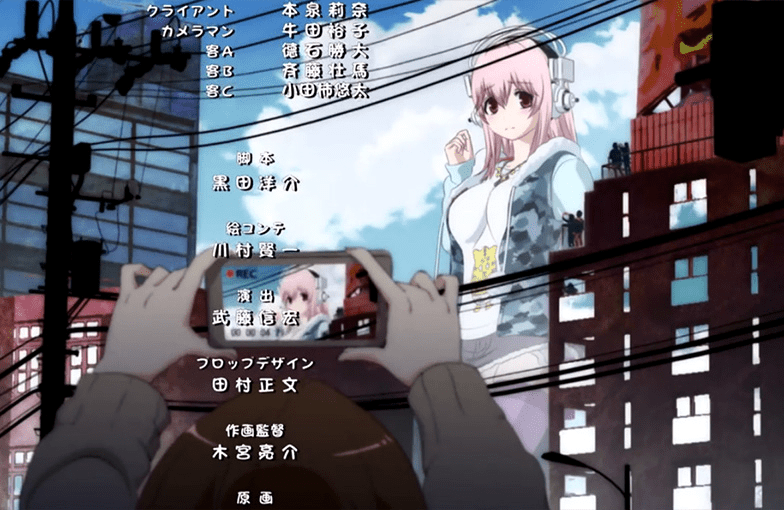 クライアント 本泉莉奈
カメラマン 牛田裕子
客A 徳石勝大
客B 斉藤壮馬
客C 小田柿悠太
脚本
黒田洋介
絵コンテ
川村賢一
REC
演出
武藤信宏
プロップデザイン
田村正文
作画監督
木宮亮介
原画